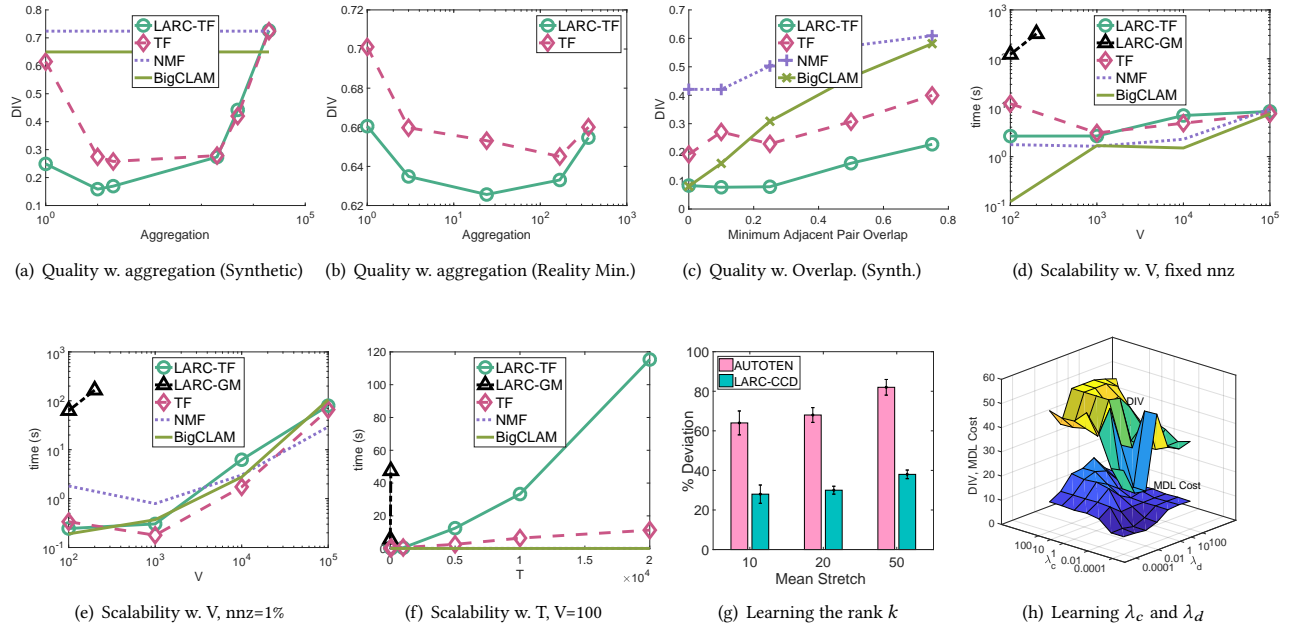 0.8
0.7
0.6
0.5
0.4
0.3
0.2
0.1
DIV
10^0
10^5
Aggregation
LARC-TF
TF
NMF
BigCLAM
(a) Quality w. aggregation (Synthetic)
0.72
0.7
0.68
0.66
0.64
0.62
DIV
10^0
10^1
10^2
10^3
Aggregation
LARC-TF
TF
(b) Quality w. aggregation (Reality Min.)
0.7
0.6
0.5
0.4
0.3
0.2
0.1
0
DIV
0
0.2
0.4
0.6
0.8
Minimum Adjacent Pair Overlap
LARC-TF
TF
NMF
BigCLAM
(c) Quality w. Overlap. (Synth.)
10^3
10^2
10^1
10^0
10^-1
time (s)
10^2
10^3
10^4
10^5
V
LARC-TF
LARC-GM
TF
NMF
BigCLAM
(d) Scalability w. V, fixed nnz
10^3
10^2
10^1
10^0
10^-1
time (s)
10^2
10^3
10^4
10^5
V
LARC-TF
LARC-GM
TF
NMF
BigCLAM
(e) Scalability w. V, nnz=1%
120
100
80
60
40
20
0
time (s)
0
0.5
1
1.5
2
×10^4
T
LARC-TF
LARC-GM
TF
NMF
BigCLAM
(f) Scalability w. T, V=100
100
80
60
40
20
0
% Deviation
10
20
50
Mean Stretch
AUTOTEN
LARC-CCD
(g) Learning the rank k
60
50
40
30
20
10
0
DIV, MDL Cost
DIV
MDL Cost
100
10
1
0.01
0.0001
λc
0.0001
0.01
1
10
100
λd
(h) Learning λc and λd